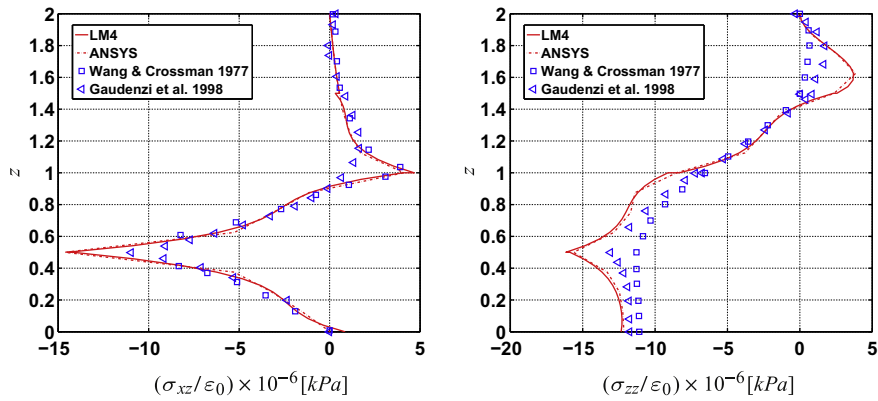 2
1.8
1.6
1.4
1.2
1
0.8
0.6
0.4
0.2
0
z
LM4
ANSYS
Wang & Crossman 1977
Gaudenzi et al. 1998
−15
−10
−5
0
5
(σxz/ε0) × 10−6[kPa]
2
1.8
1.6
1.4
1.2
1
0.8
0.6
0.4
0.2
0
z
LM4
ANSYS
Wang & Crossman 1977
Gaudenzi et al. 1998
−20
−15
−10
−5
0
5
(σzz/ε0) × 10−6[kPa]